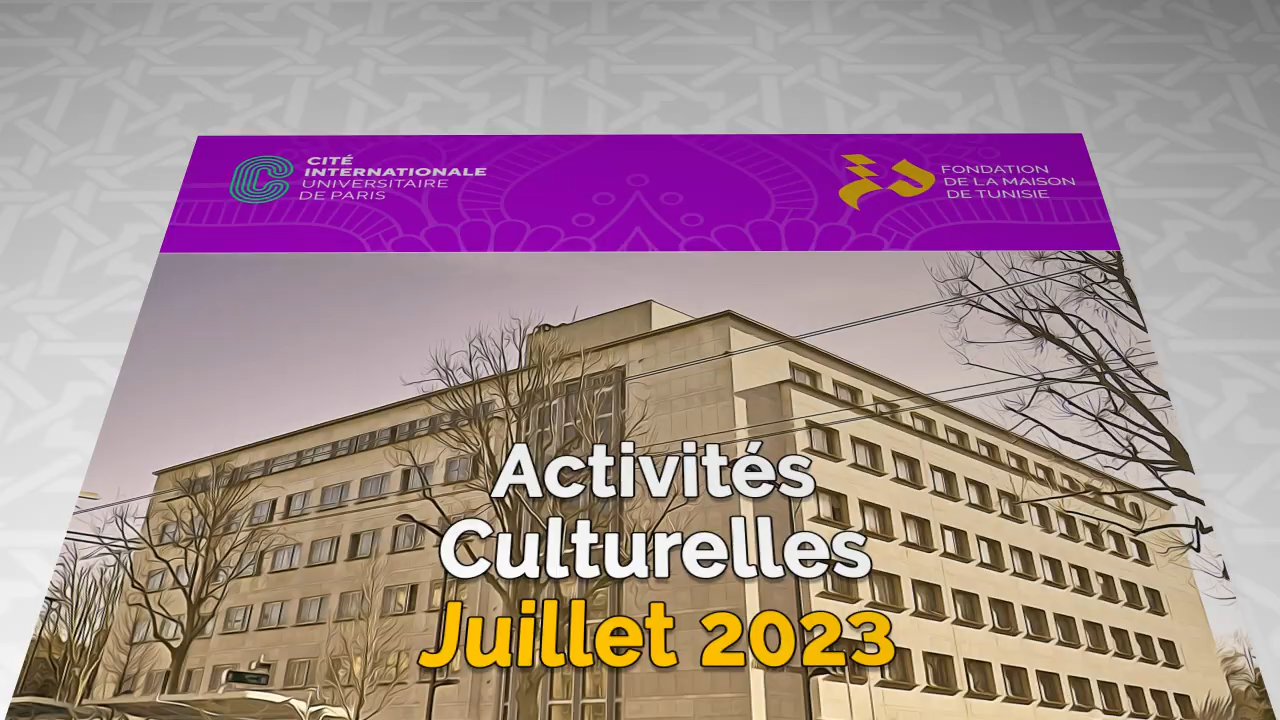 CITÉ
INTERNATIONALE
UNIVERSITAIRE
DE PARIS
FONDATION
DE LA MAISON
DE TUNISIE
Activités
Culturelles
Juillet 2023